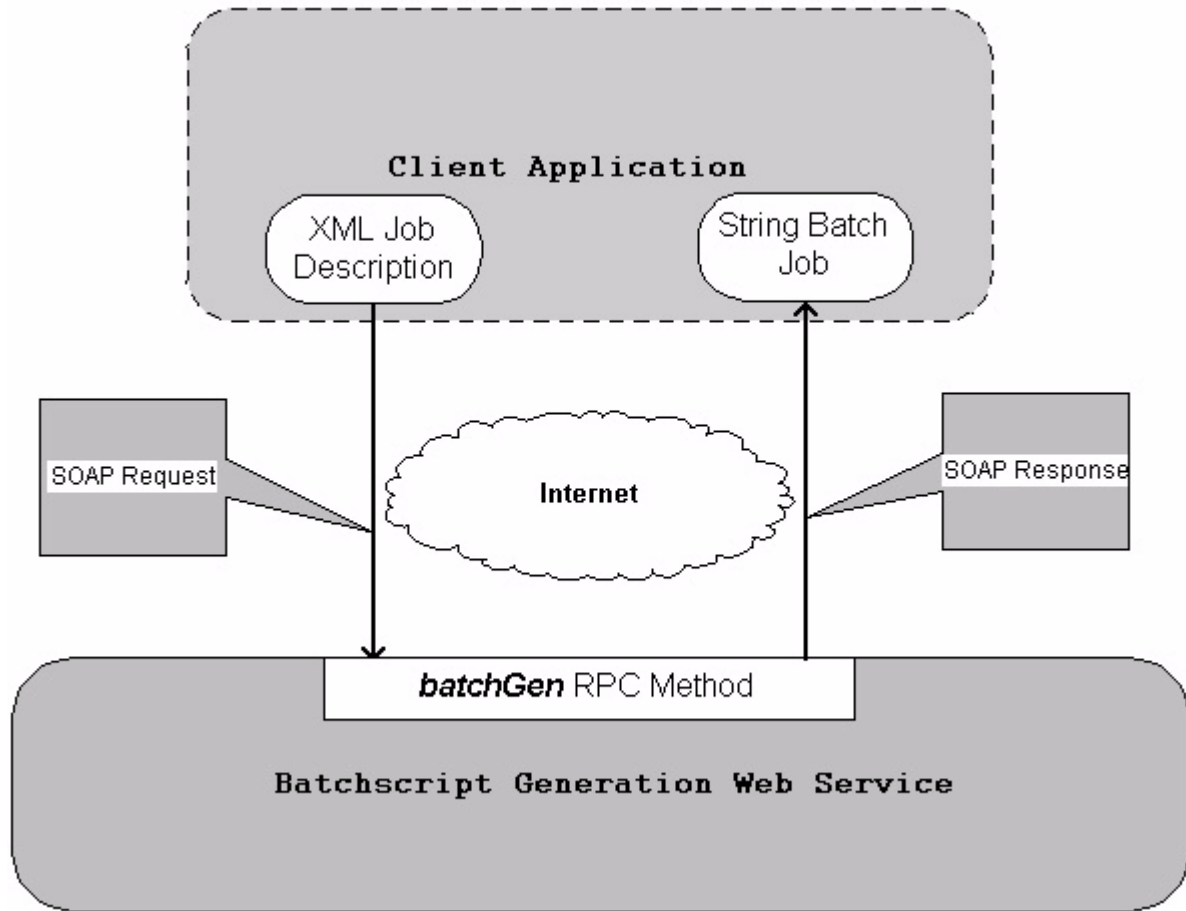 Client Application
XML Job
Description
String Batch
Job
SOAP Request
Internet
SOAP Response
batchGen RPC Method
Batchscript Generation Web Service